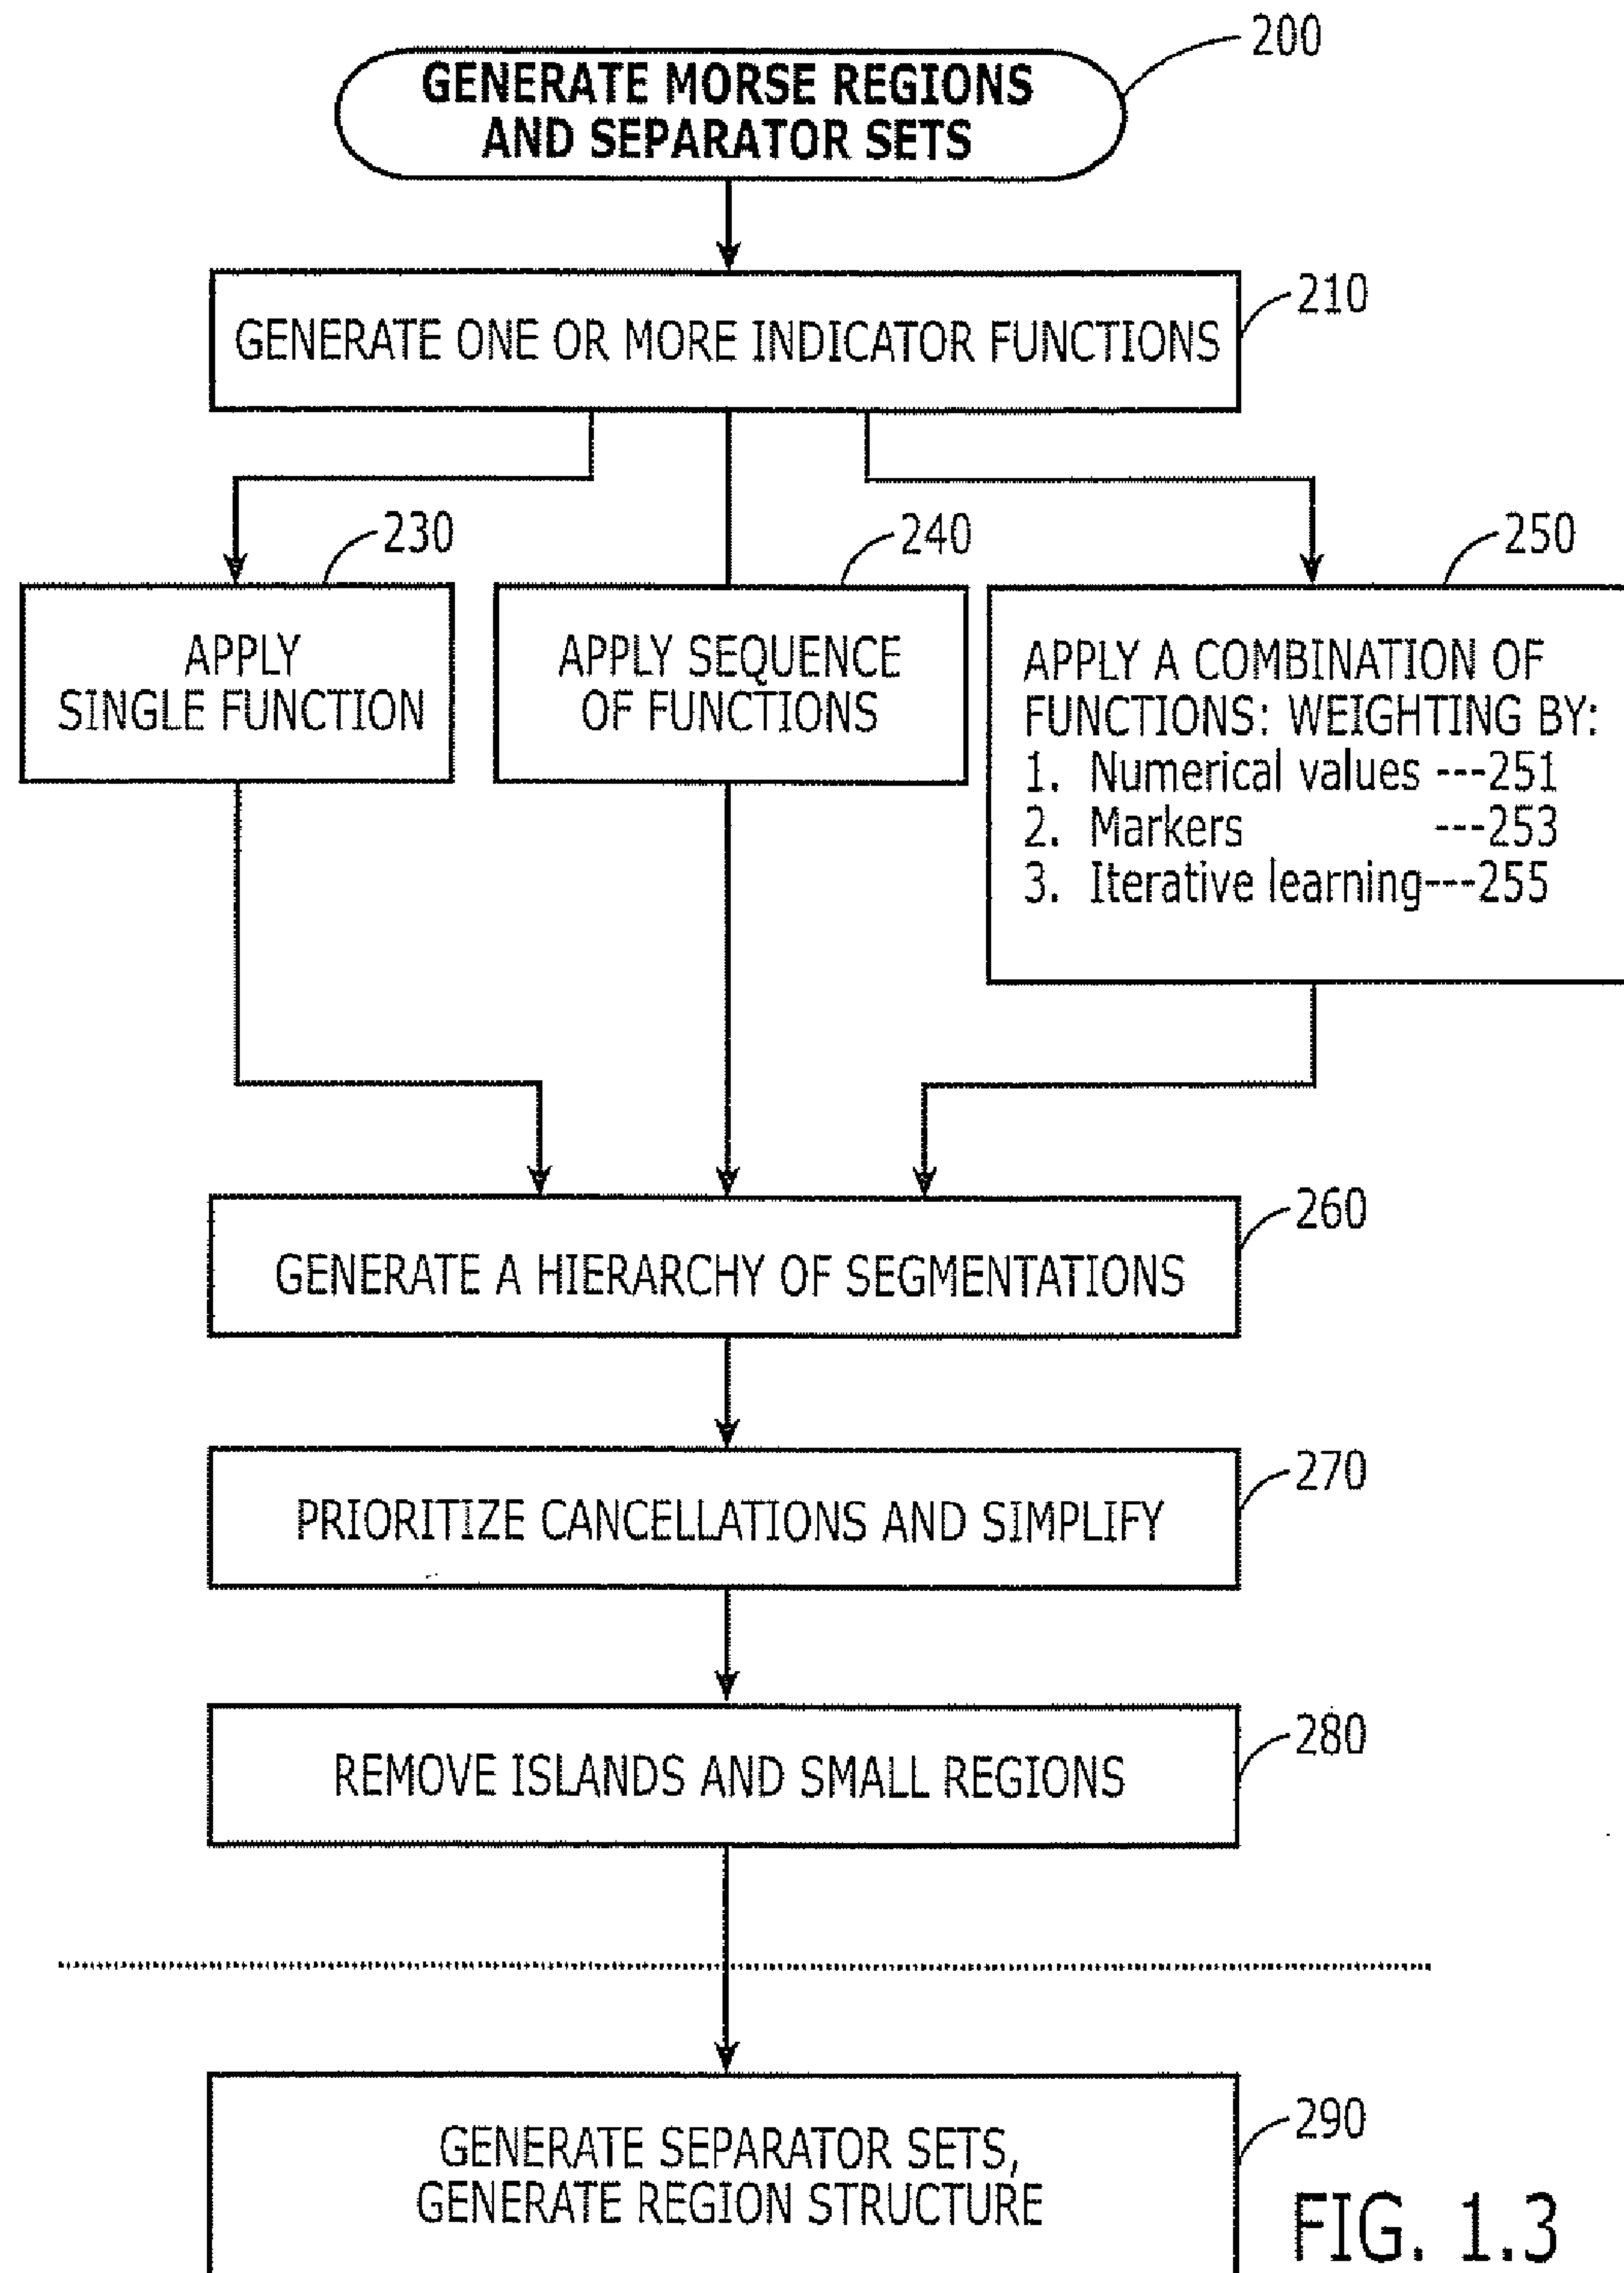 200
GENERATE MORSE REGIONS
AND SEPARATOR SETS
210
GENERATE ONE OR MORE INDICATOR FUNCTIONS
230
APPLY
SINGLE FUNCTION
240
APPLY SEQUENCE
OF FUNCTIONS
250
APPLY A COMBINATION OF
FUNCTIONS: WEIGHTING BY:
1. Numerical values ---251
2. Markers ---253
3. Iterative learning---255
260
GENERATE A HIERARCHY OF SEGMENTATIONS
270
PRIORITIZE CANCELLATIONS AND SIMPLIFY
280
REMOVE ISLANDS AND SMALL REGIONS
290
GENERATE SEPARATOR SETS,
GENERATE REGION STRUCTURE
FIG. 1.3